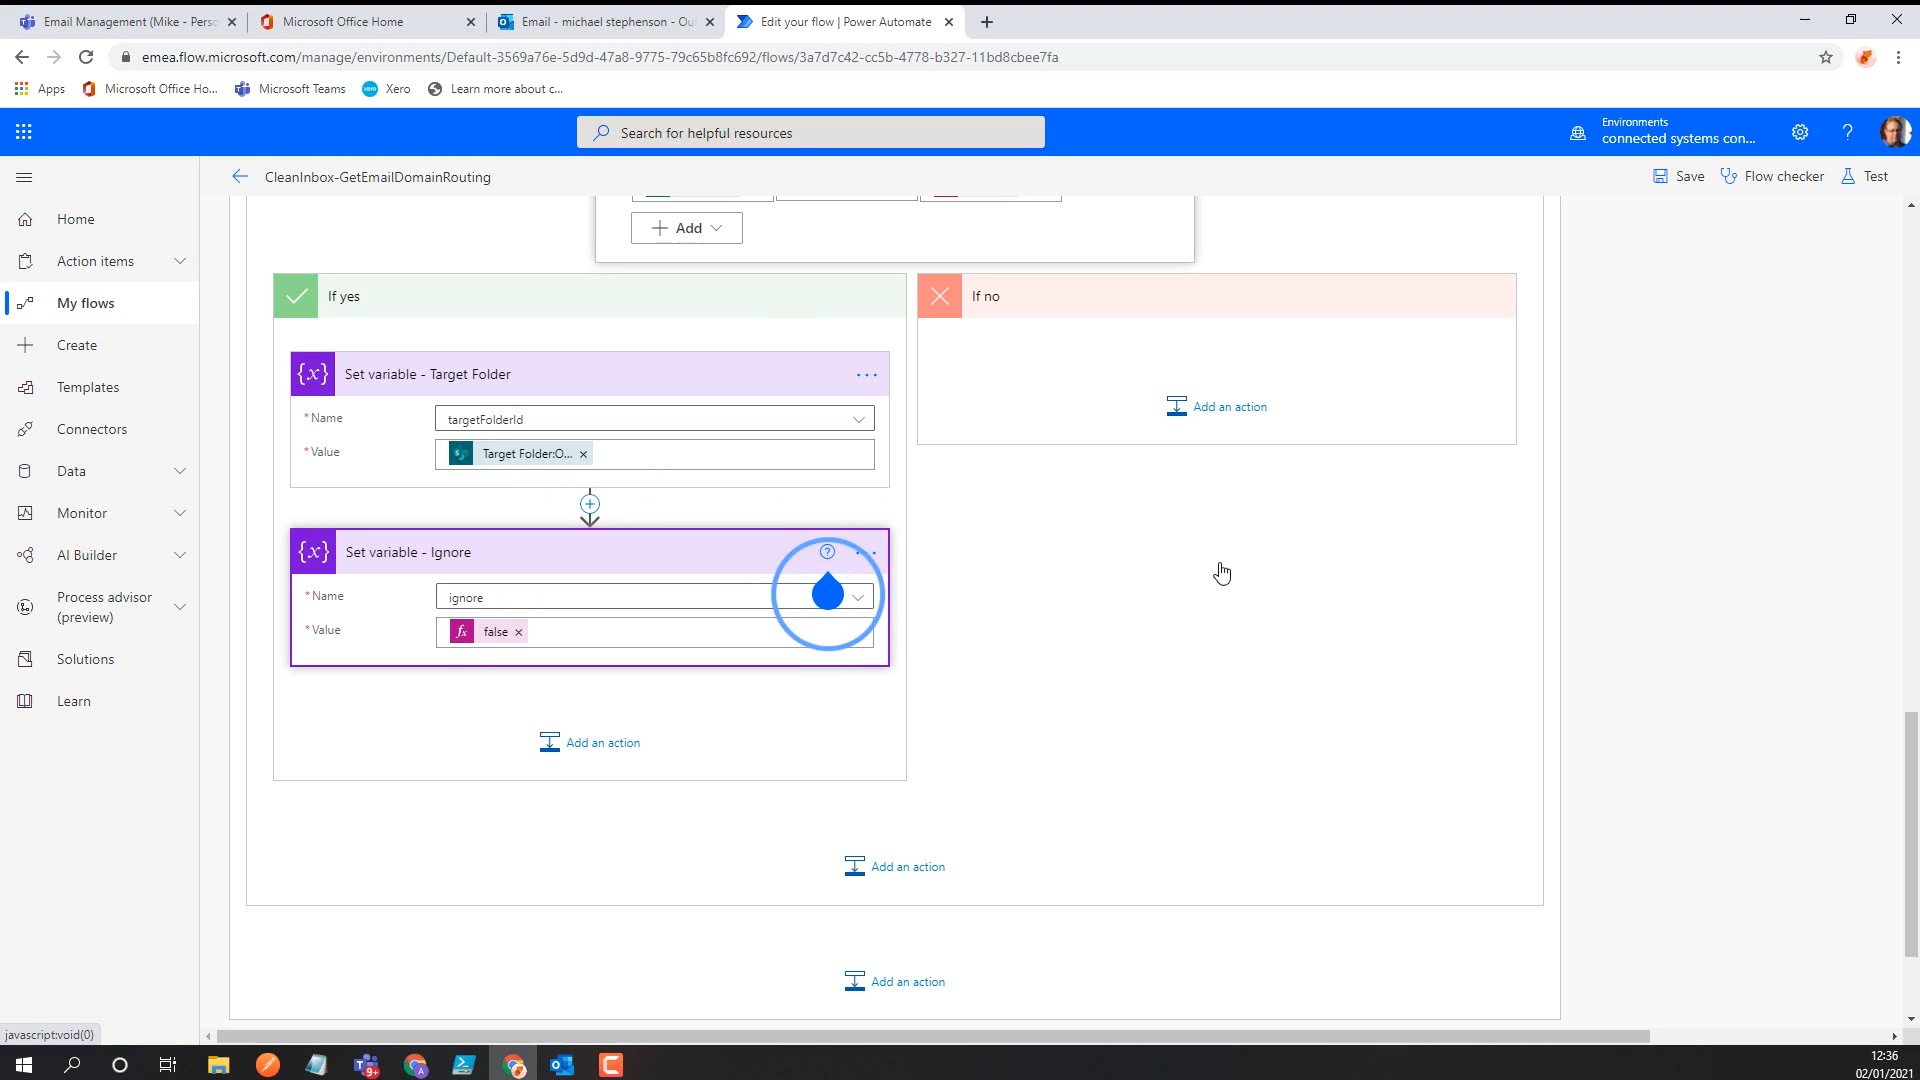 Email Management (Mike - Perso
Microsoft Office Home
Email - michael stephenson - Ou
Edit your flow | Power Automate
emea.flow.microsoft.com/manage/environments/Default-3569a76e-5d9d-47a8-9775-79c65b8fc692/flows/3a7d7c42-cc5b-4778-b327-11bd8cbee7fa
Apps
Microsoft Office Ho...
Microsoft Teams
Xero
Learn more about c...
Search for helpful resources
Environments
connected systems con...
CleanInbox-GetEmailDomainRouting
Save
Flow checker
Test
Home
Action items
My flows
Create
Templates
Connectors
Data
Monitor
AI Builder
Process advisor
(preview)
Solutions
Learn
Add
If yes
If no
{x} Set variable - Target Folder
* Name
targetFolderId
* Value
Target Folder:O...
Add an action
{x} Set variable - Ignore
* Name
ignore
* Value
fx false
Add an action
Add an action
Add an action
javascript:void(0)
9+
12:36
02/01/2021